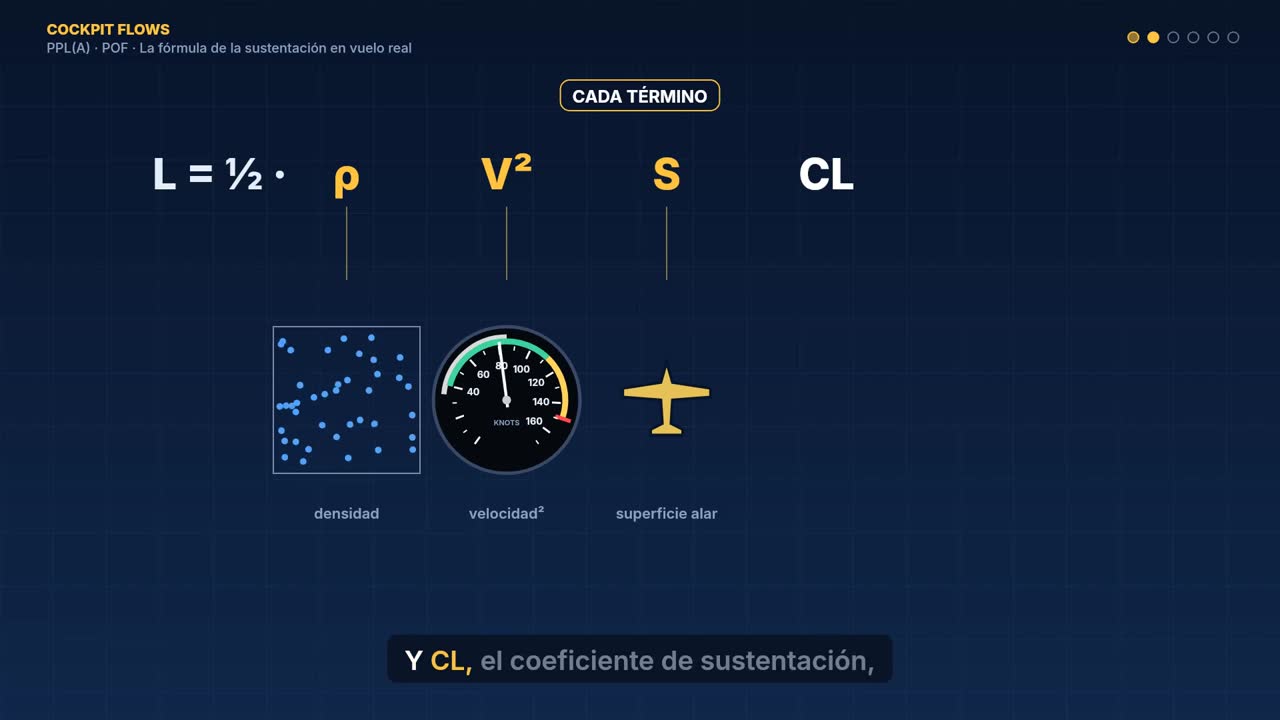 COCKPIT FLOWS
PPL(A) · POF · La fórmula de la sustentación en vuelo real
CADA TÉRMINO
L = ½ · ρ V² S CL
40 60 80 100 120 140 160
KNOTS
densidad velocidad² superficie alar
Y CL, el coeficiente de sustentación,